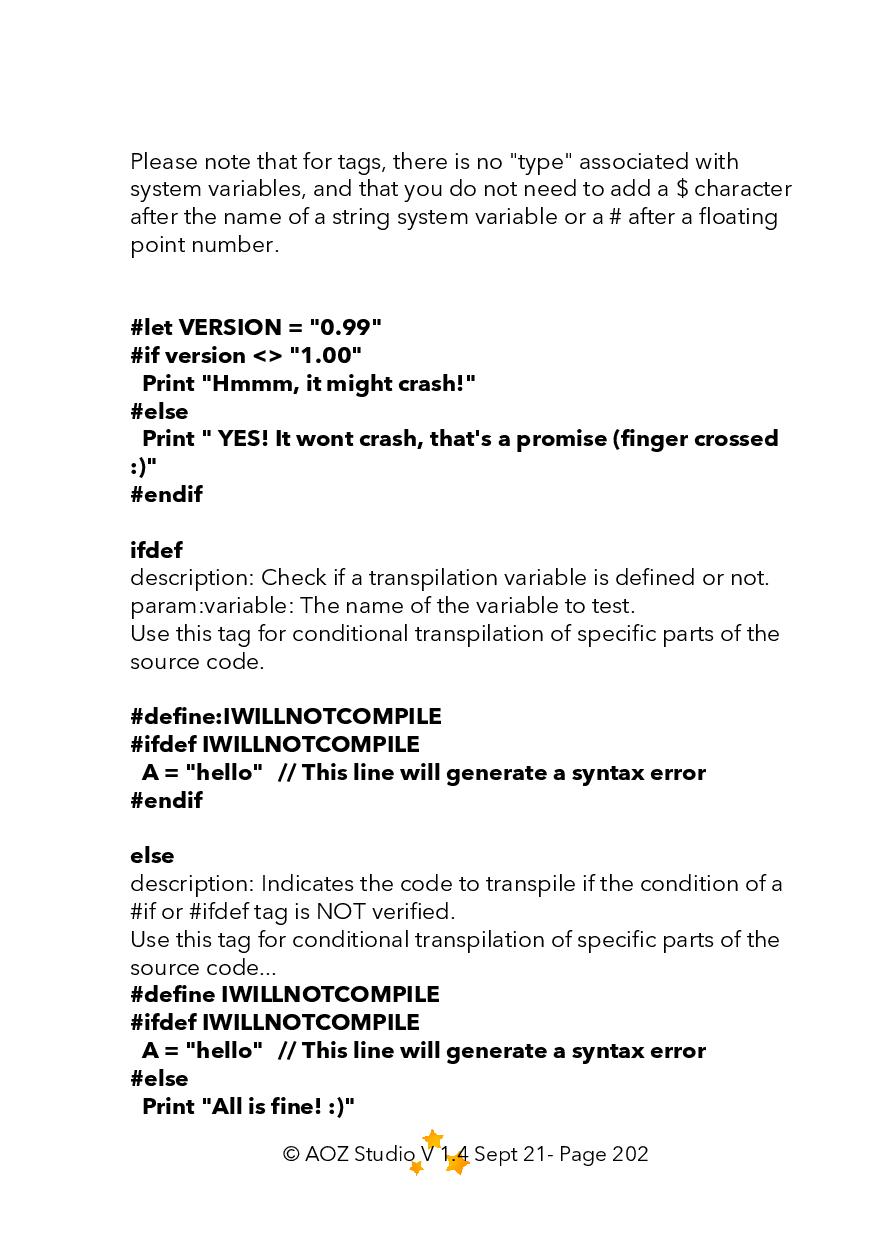 Please note that for tags, there is no "type" associated with
system variables, and that you do not need to add a $ character
after the name of a string system variable or a # after a floating
point number.
#let VERSION = "0.99"
#if version <> "1.00"
Print "Hmmm, it might crash!"
#else
Print " YES! It wont crash, that's a promise (finger crossed
:)"
#endif
ifdef
description: Check if a transpilation variable is defined or not.
param:variable: The name of the variable to test.
Use this tag for conditional transpilation of specific parts of the
source code.
#define:IWILLNOTCOMPILE
#ifdef IWILLNOTCOMPILE
A = "hello"  // This line will generate a syntax error
#endif
else
description: Indicates the code to transpile if the condition of a
#if or #ifdef tag is NOT verified.
Use this tag for conditional transpilation of specific parts of the
source code...
#define IWILLNOTCOMPILE
#ifdef IWILLNOTCOMPILE
A = "hello"  // This line will generate a syntax error
#else
Print "All is fine! :)"
© AOZ Studio V 1.4 Sept 21- Page 202